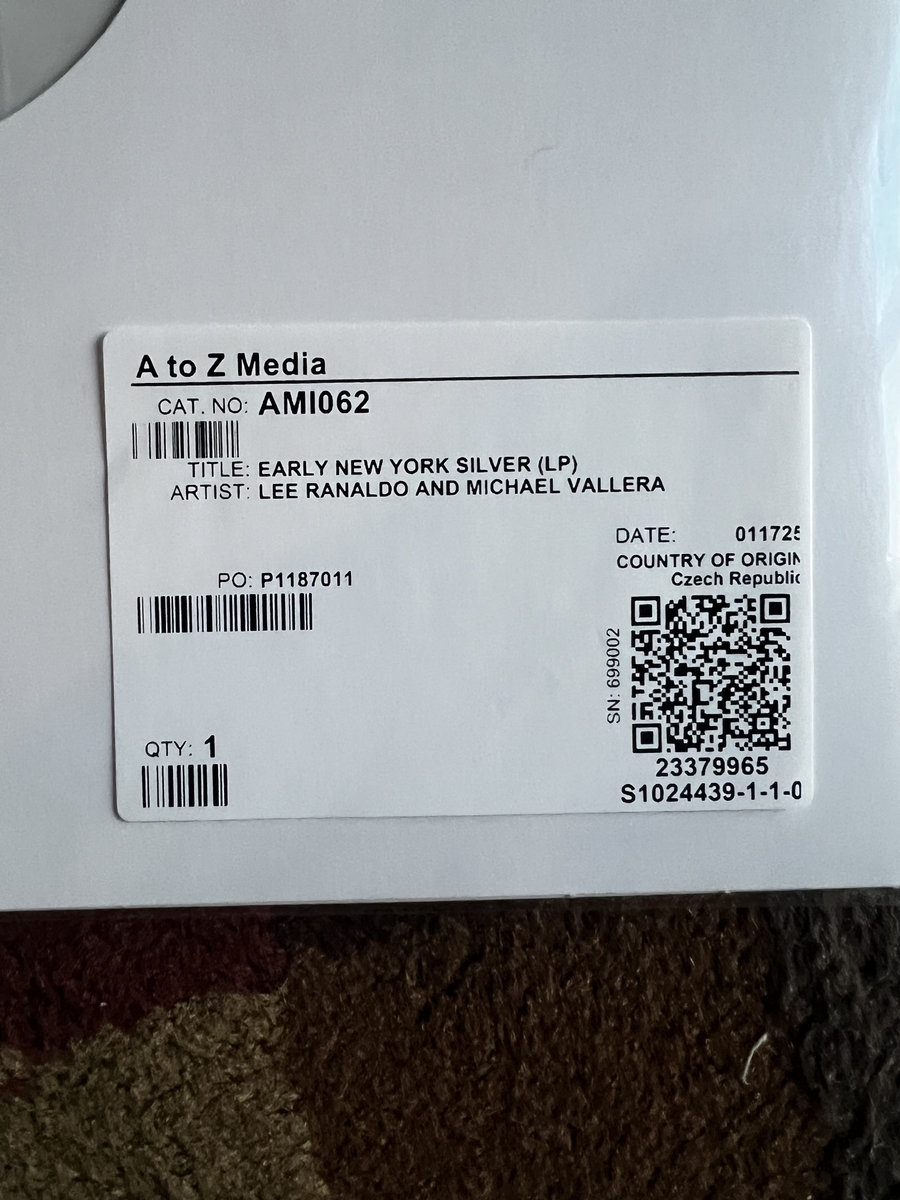 A to Z Media
CAT. NO: AMI062
TITLE: EARLY NEW YORK SILVER (LP)
ARTIST: LEE RANALDO AND MICHAEL VALLERA
DATE: 011725
COUNTRY OF ORIGIN
Czech Republic
PO: P1187011
SN: 699002
QTY: 1
23379965
S1024439-1-1-0